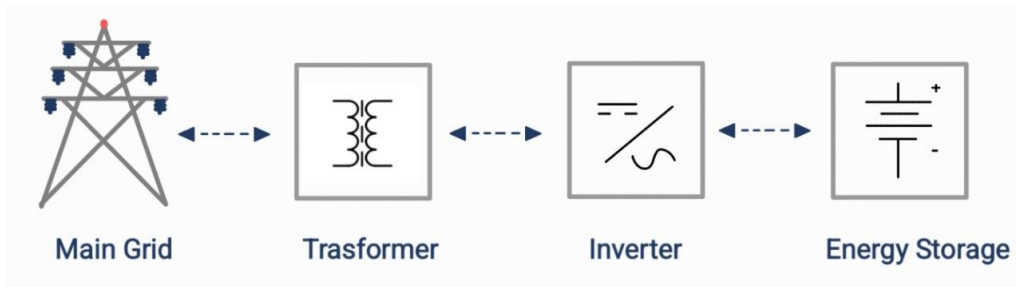 Main Grid
Trasformer
Inverter
Energy Storage
+
-